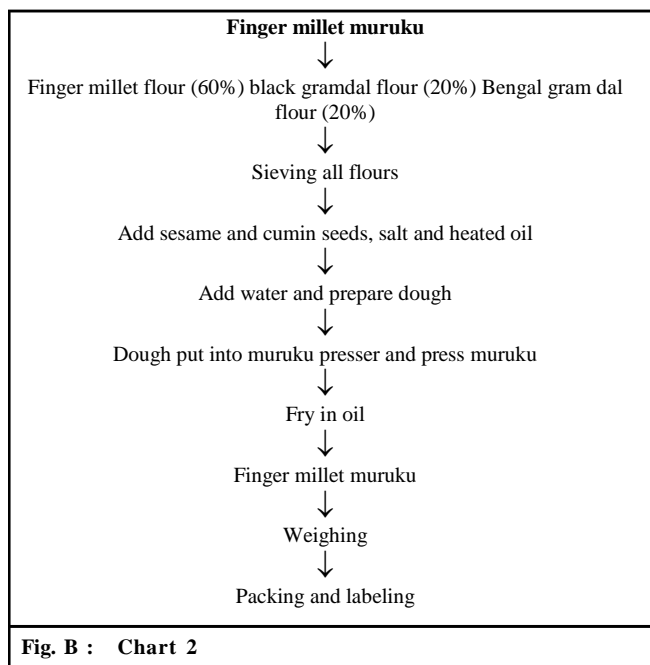 Finger millet muruku
Finger millet flour (60%) black gramdal flour (20%) Bengal gram dal
flour (20%)
Sieving all flours
Add sesame and cumin seeds, salt and heated oil
Add water and prepare dough
Dough put into muruku presser and press muruku
Fry in oil
Finger millet muruku
Weighing
Packing and labeling
Fig. B : Chart 2